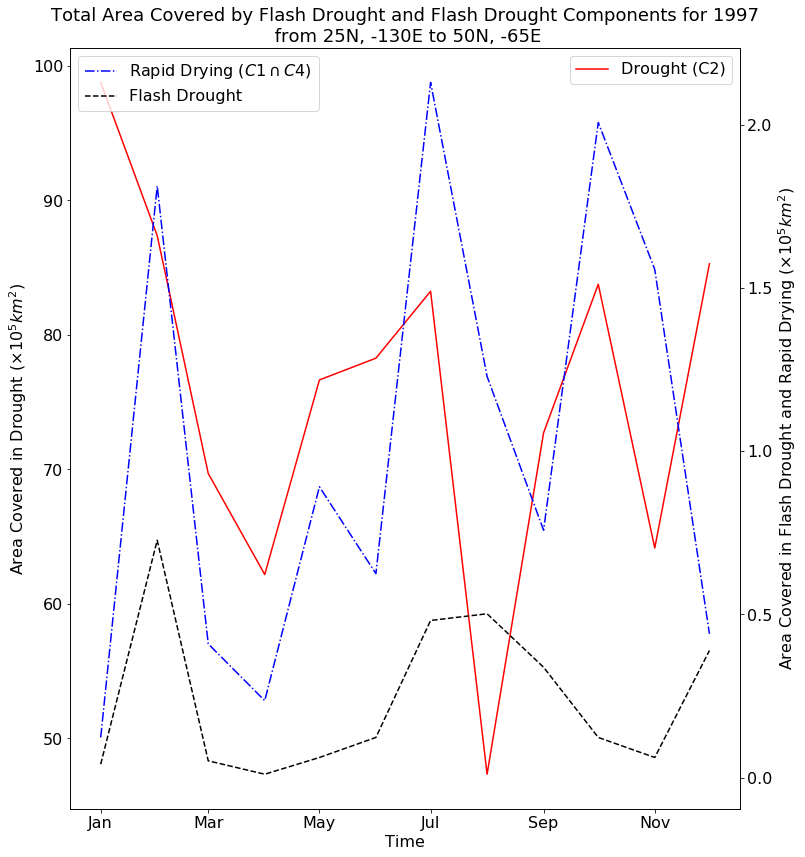 Total Area Covered by Flash Drought and Flash Drought Components for 1997
from 25N, -130E to 50N, -65E
Rapid Drying (C1∩C4)
Flash Drought
Drought (C2)
Area Covered in Drought (×10⁵km²)
100
90
80
70
60
50
Area Covered in Flash Drought and Rapid Drying (×10⁵km²)
2.0
1.5
1.0
0.5
0.0
Jan Mar May Jul Sep Nov
Time